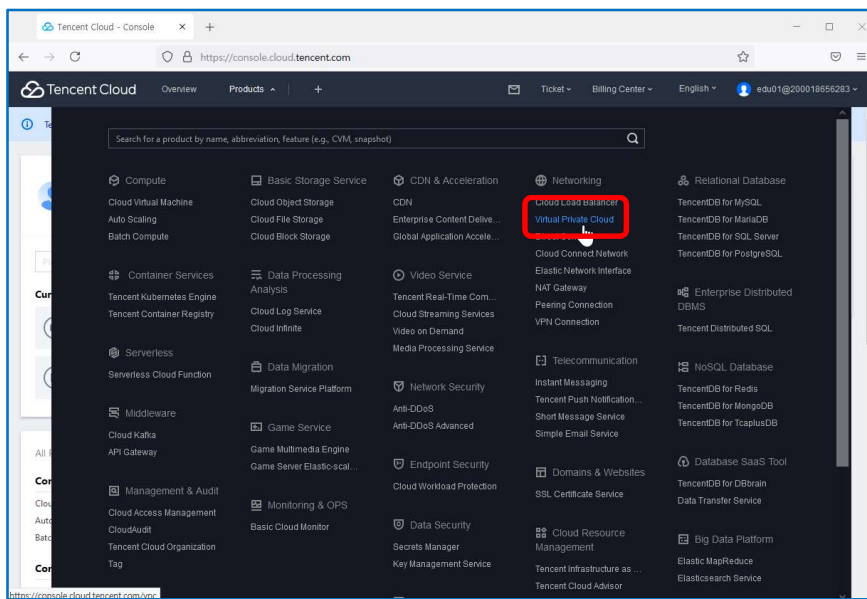 Tencent Cloud - Console
https://console.cloud.tencent.com
Tencent Cloud
Overview
Products
Ticket
Billing Center
English
edu01@200018656283
Search for a product by name, abbreviation, feature (e.g., CVM, snapshot)
Compute
Cloud Virtual Machine
Auto Scaling
Batch Compute
Container Services
Tencent Kubernetes Engine
Tencent Container Registry
Serverless
Serverless Cloud Function
Middleware
Cloud Kafka
API Gateway
Management & Audit
Cloud Access Management
CloudAudit
Tencent Cloud Organization
Tag
Basic Storage Service
Cloud Object Storage
Cloud File Storage
Cloud Block Storage
Data Processing
Analysis
Cloud Log Service
Cloud Infinite
Data Migration
Migration Service Platform
Game Service
Game Multimedia Engine
Game Server Elastic-scal...
Monitoring & OPS
Basic Cloud Monitor
CDN & Acceleration
CDN
Enterprise Content Delive...
Global Application Accele...
Video Service
Tencent Real-Time Com...
Cloud Streaming Services
Video on Demand
Media Processing Service
Network Security
Anti-DDoS
Anti-DDoS Advanced
Endpoint Security
Cloud Workload Protection
Data Security
Secrets Manager
Key Management Service
Networking
Cloud Load Balancer
Virtual Private Cloud
Cloud Connect Network
Elastic Network Interface
NAT Gateway
Peering Connection
VPN Connection
Telecommunication
Instant Messaging
Tencent Push Notification...
Short Message Service
Simple Email Service
Domains & Websites
SSL Certificate Service
Cloud Resource
Management
Tencent Infrastructure as ...
Tencent Cloud Advisor
Relational Database
TencentDB for MySQL
TencentDB for MariaDB
TencentDB for SQL Server
TencentDB for PostgreSQL
Enterprise Distributed
DBMS
Tencent Distributed SQL
NoSQL Database
TencentDB for Redis
TencentDB for MongoDB
TencentDB for TcaplusDB
Database SaaS Tool
TencentDB for DBbrain
Data Transfer Service
Big Data Platform
Elastic MapReduce
Elasticsearch Service
https://console.cloud.tencent.com/vpc